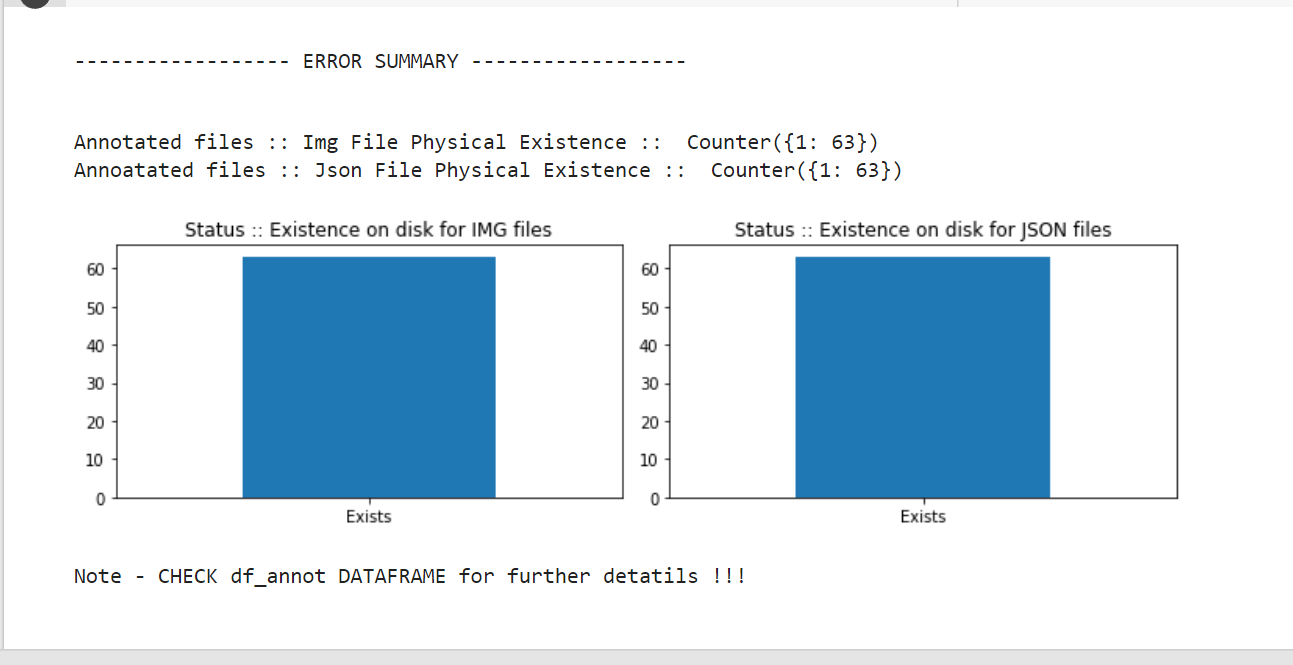 ------------------ ERROR SUMMARY ------------------
Annotated files :: Img File Physical Existence ::  Counter({1: 63})
Annoatated files :: Json File Physical Existence ::  Counter({1: 63})
Status :: Existence on disk for IMG files
60
50
40
30
20
10
0
Exists
Status :: Existence on disk for JSON files
60
50
40
30
20
10
0
Exists
Note - CHECK df_annot DATAFRAME for further detatils !!!